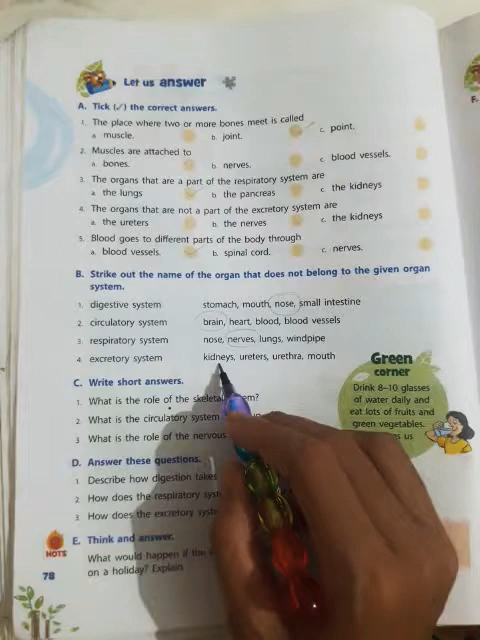 Let us answer
A. Tick (✓) the correct answers.
1. The place where two or more bones meet is called
a. muscle. b. joint. c. point.
2. Muscles are attached to
a. bones. b. nerves. c. blood vessels.
3. The organs that are a part of the respiratory system are
a. the lungs b. the pancreas c. the kidneys
4. The organs that are not a part of the excretory system are
a. the ureters b. the nerves c. the kidneys
5. Blood goes to different parts of the body through
a. blood vessels. b. spinal cord. c. nerves.
B. Strike out the name of the organ that does not belong to the given organ
system.
1. digestive system stomach, mouth, nose, small intestine
2. circulatory system brain, heart, blood, blood vessels
3. respiratory system nose, nerves, lungs, windpipe
4. excretory system kidneys, ureters, urethra, mouth
Green
corner
Drink 8–10 glasses
of water daily and
eat lots of fruits and
green vegetables.
us
C. Write short answers.
1. What is the role of the skeletal
2. What is the circulatory system
3. What is the role of the nervous
D. Answer these questions.
1. Describe how digestion takes
2. How does the respiratory
3. How does the excretory
E. Think and answer.
HOTS
What would happen if the
on a holiday? Explain
78
F.